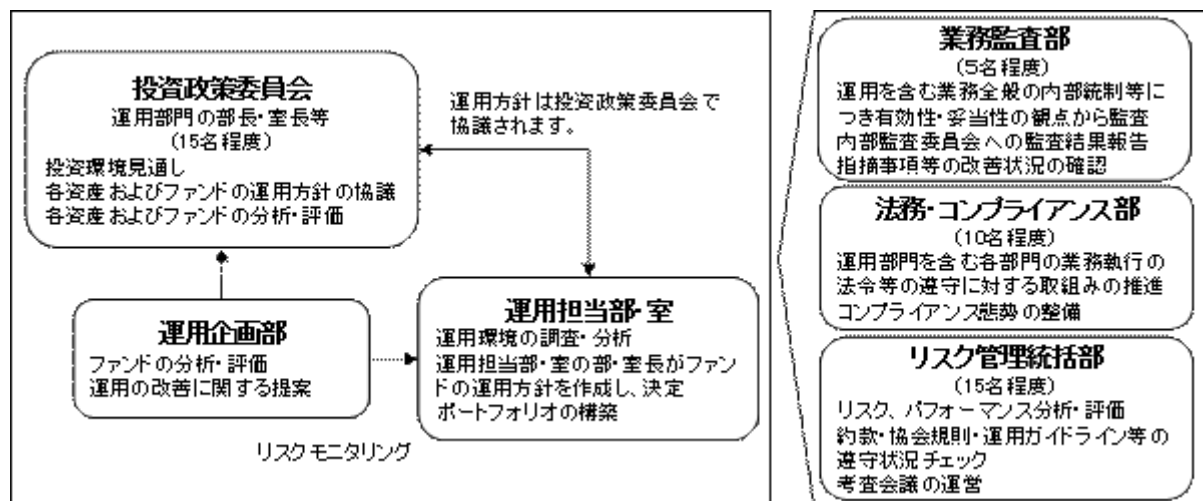 投資政策委員会
運用部門の部長・室長等
(15名程度)
投資環境見通し
各資産およびファンドの運用方針の協議
各資産およびファンドの分析・評価
運用方針は投資政策委員会で
協議されます。
運用企画部
ファンドの分析・評価
運用の改善に関する提案
運用担当部・室
運用環境の調査・分析
運用担当部・室の部・室長がファン
ドの運用方針を作成し、決定
ポートフォリオの構築
リスクモニタリング
業務監査部
(5名程度)
運用を含む業務全般の内部統制等に
つき有効性・妥当性の観点から監査
内部監査委員会への監査結果報告
指摘事項等の改善状況の確認
法務・コンプライアンス部
(10名程度)
運用部門を含む各部門の業務執行の
法令等の遵守に対する取組みの推進
コンプライアンス態勢の整備
リスク管理統括部
(15名程度)
リスク、パフォーマンス分析・評価
約款・協会規則・運用ガイドライン等の
遵守状況チェック
考査会議の運営